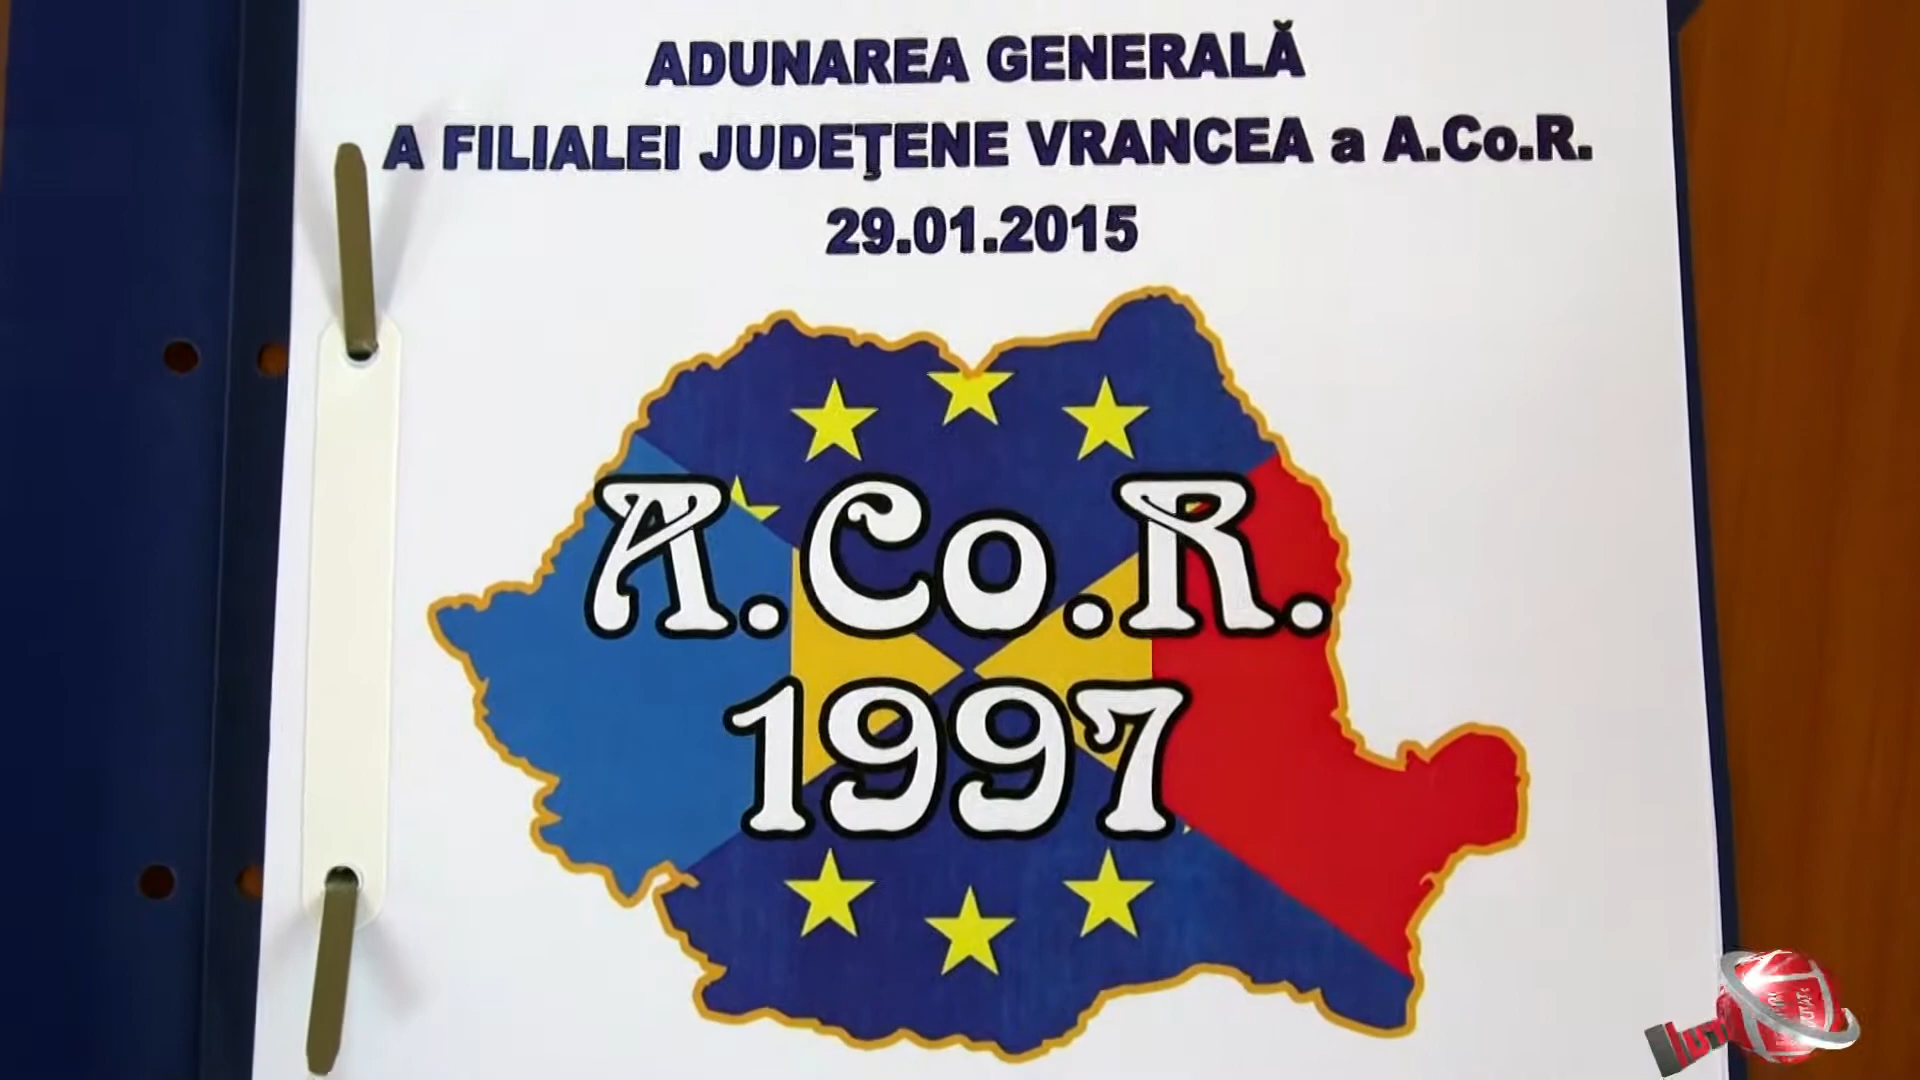 ADUNAREA GENERALĂ
A FILIALEI JUDEŢENE VRANCEA a A.Co.R.
29.01.2015
A.Co.R.
1997